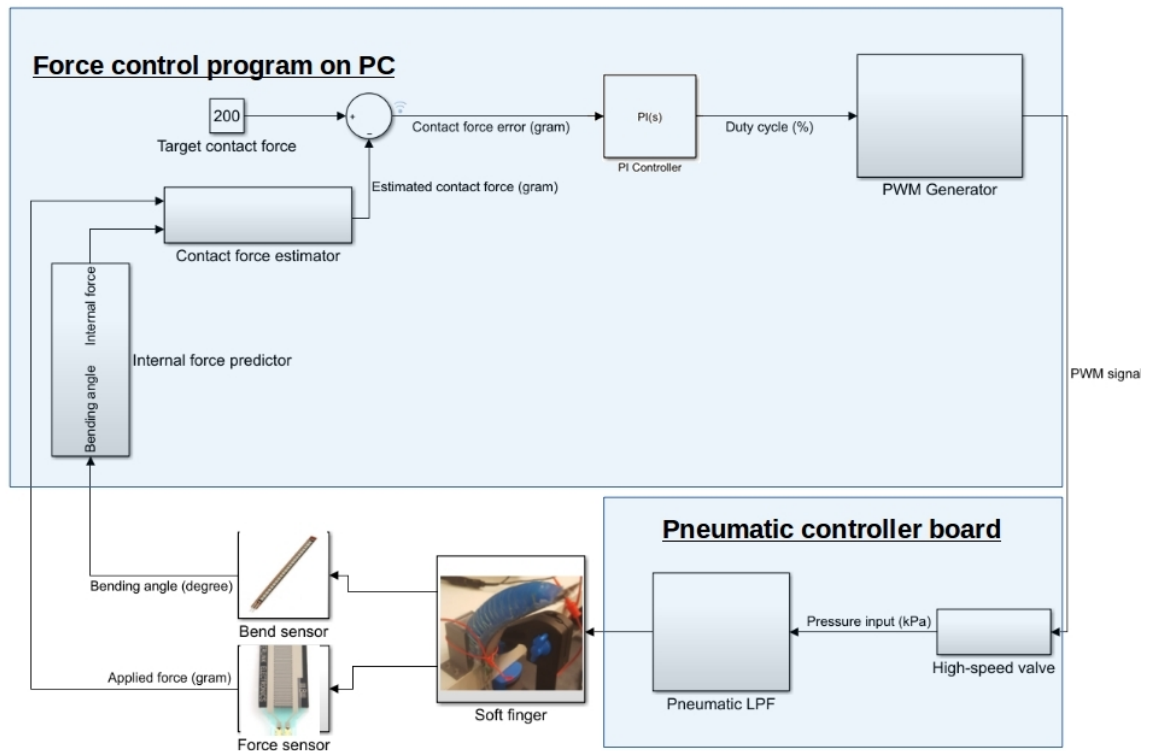 Force control program on PC
200
Target contact force
+
−
Contact force error (gram)
PI(s)
PI Controller
Duty cycle (%)
PWM Generator
Estimated contact force (gram)
Contact force estimator
Internal force
Bending angle
Internal force predictor
PWM signal
Pneumatic controller board
Bending angle (degree)
Bend sensor
Applied force (gram)
Force sensor
Soft finger
Pneumatic LPF
Pressure input (kPa)
High-speed valve